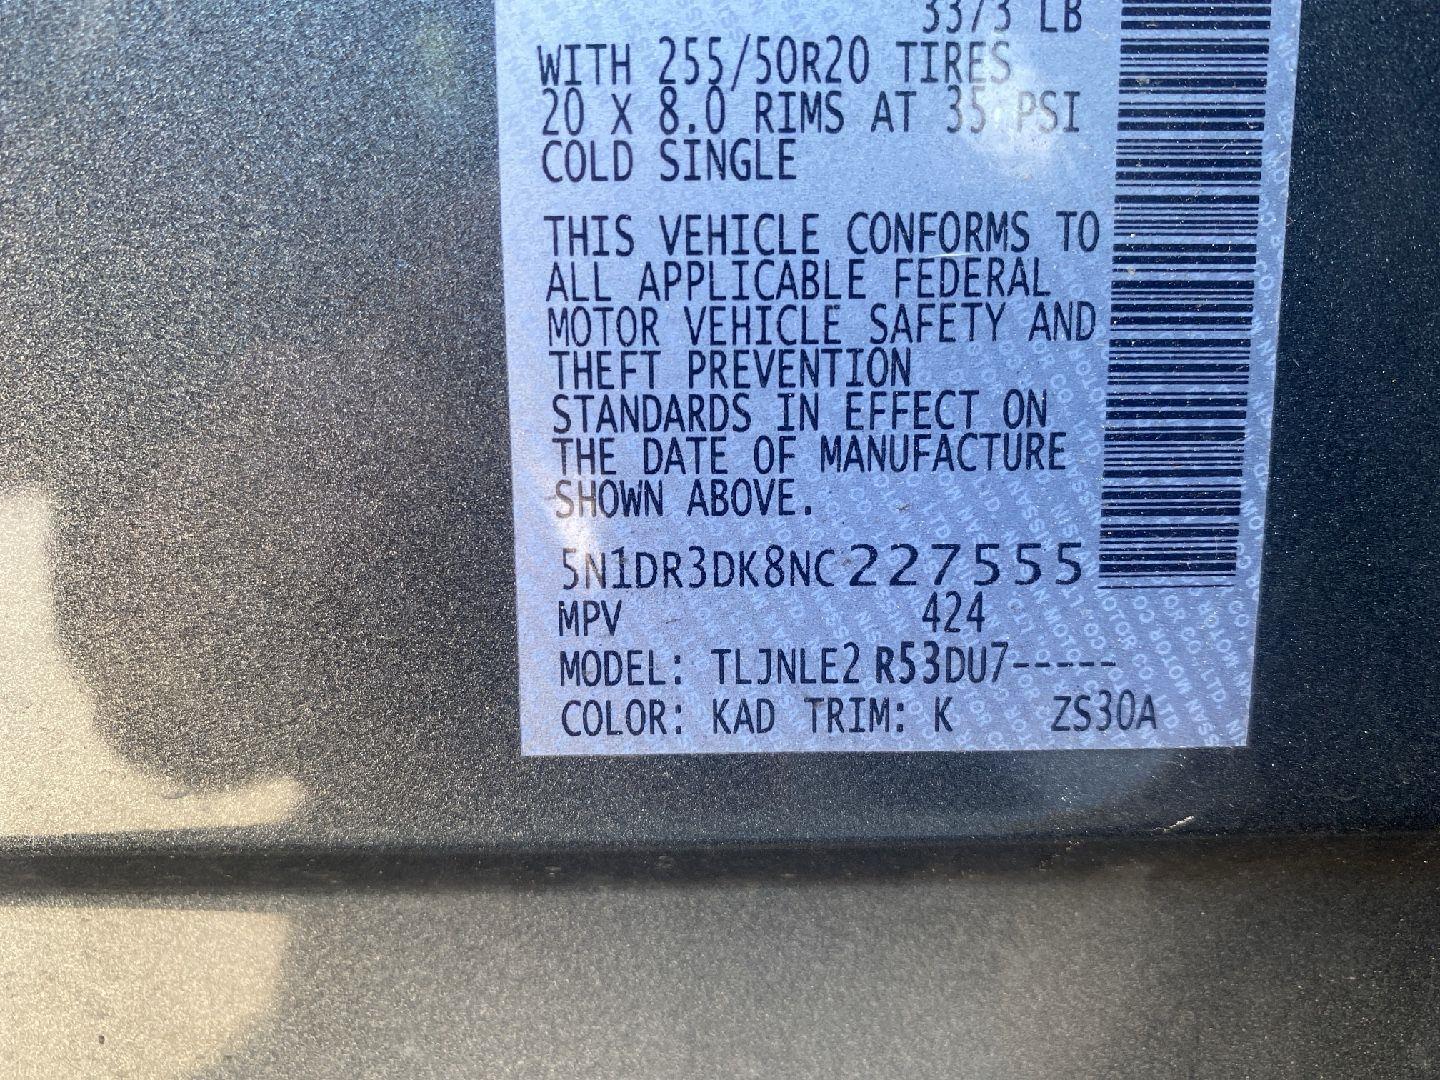 3373 LB
WITH 255/50R20 TIRES
20 X 8.0 RIMS AT 35 PSI
COLD SINGLE
THIS VEHICLE CONFORMS TO
ALL APPLICABLE FEDERAL
MOTOR VEHICLE SAFETY AND
THEFT PREVENTION
STANDARDS IN EFFECT ON
THE DATE OF MANUFACTURE
SHOWN ABOVE.
5N1DR3DK8NC227555
MPV 424
MODEL: TLJNLE2 R53DU7-----
COLOR: KAD TRIM: K ZS30A